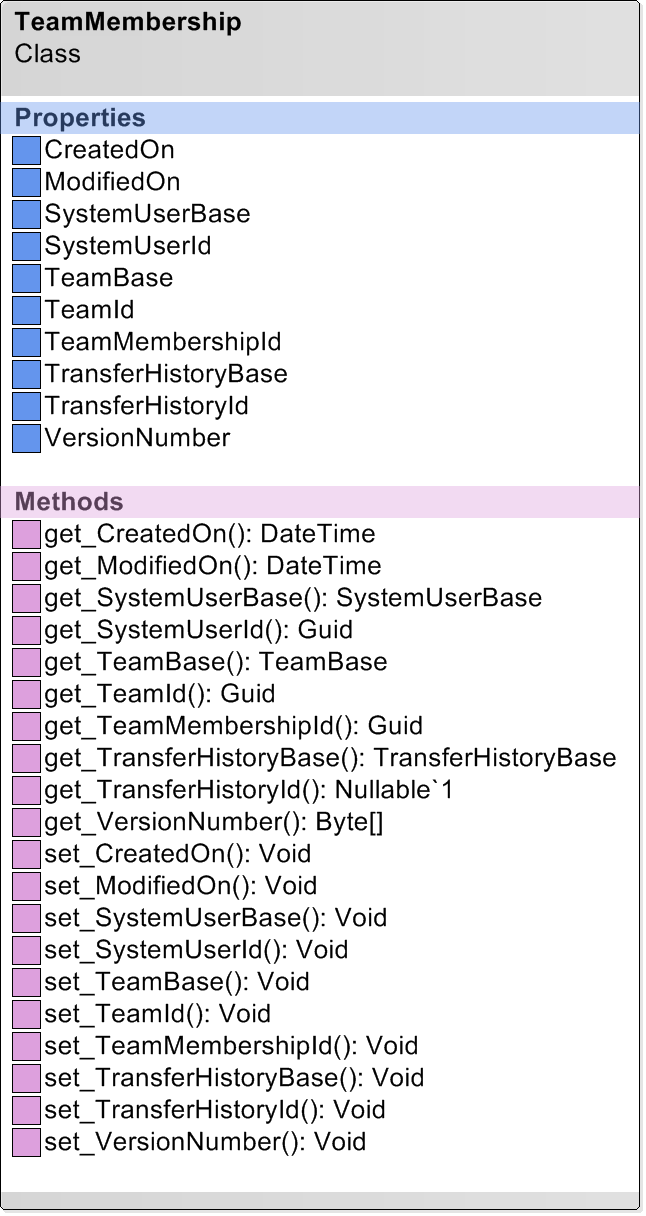 TeamMembership
Class
Properties
CreatedOn
ModifiedOn
SystemUserBase
SystemUserId
TeamBase
TeamId
TeamMembershipId
TransferHistoryBase
TransferHistoryId
VersionNumber
Methods
get_CreatedOn(): DateTime
get_ModifiedOn(): DateTime
get_SystemUserBase(): SystemUserBase
get_SystemUserId(): Guid
get_TeamBase(): TeamBase
get_TeamId(): Guid
get_TeamMembershipId(): Guid
get_TransferHistoryBase(): TransferHistoryBase
get_TransferHistoryId(): Nullable`1
get_VersionNumber(): Byte[]
set_CreatedOn(): Void
set_ModifiedOn(): Void
set_SystemUserBase(): Void
set_SystemUserId(): Void
set_TeamBase(): Void
set_TeamId(): Void
set_TeamMembershipId(): Void
set_TransferHistoryBase(): Void
set_TransferHistoryId(): Void
set_VersionNumber(): Void